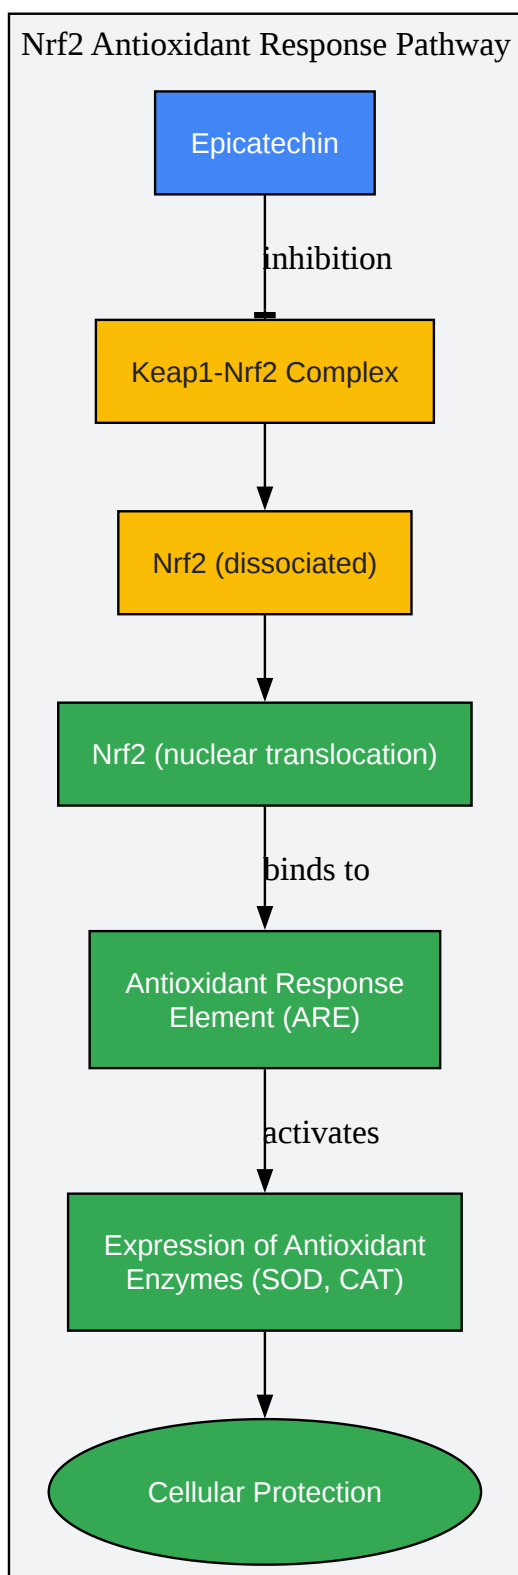 Nrf2 Antioxidant Response Pathway
Epicatechin
inhibition
Keap1-Nrf2 Complex
Nrf2 (dissociated)
Nrf2 (nuclear translocation)
binds to
Antioxidant Response
Element (ARE)
activates
Expression of Antioxidant
Enzymes (SOD, CAT)
Cellular Protection